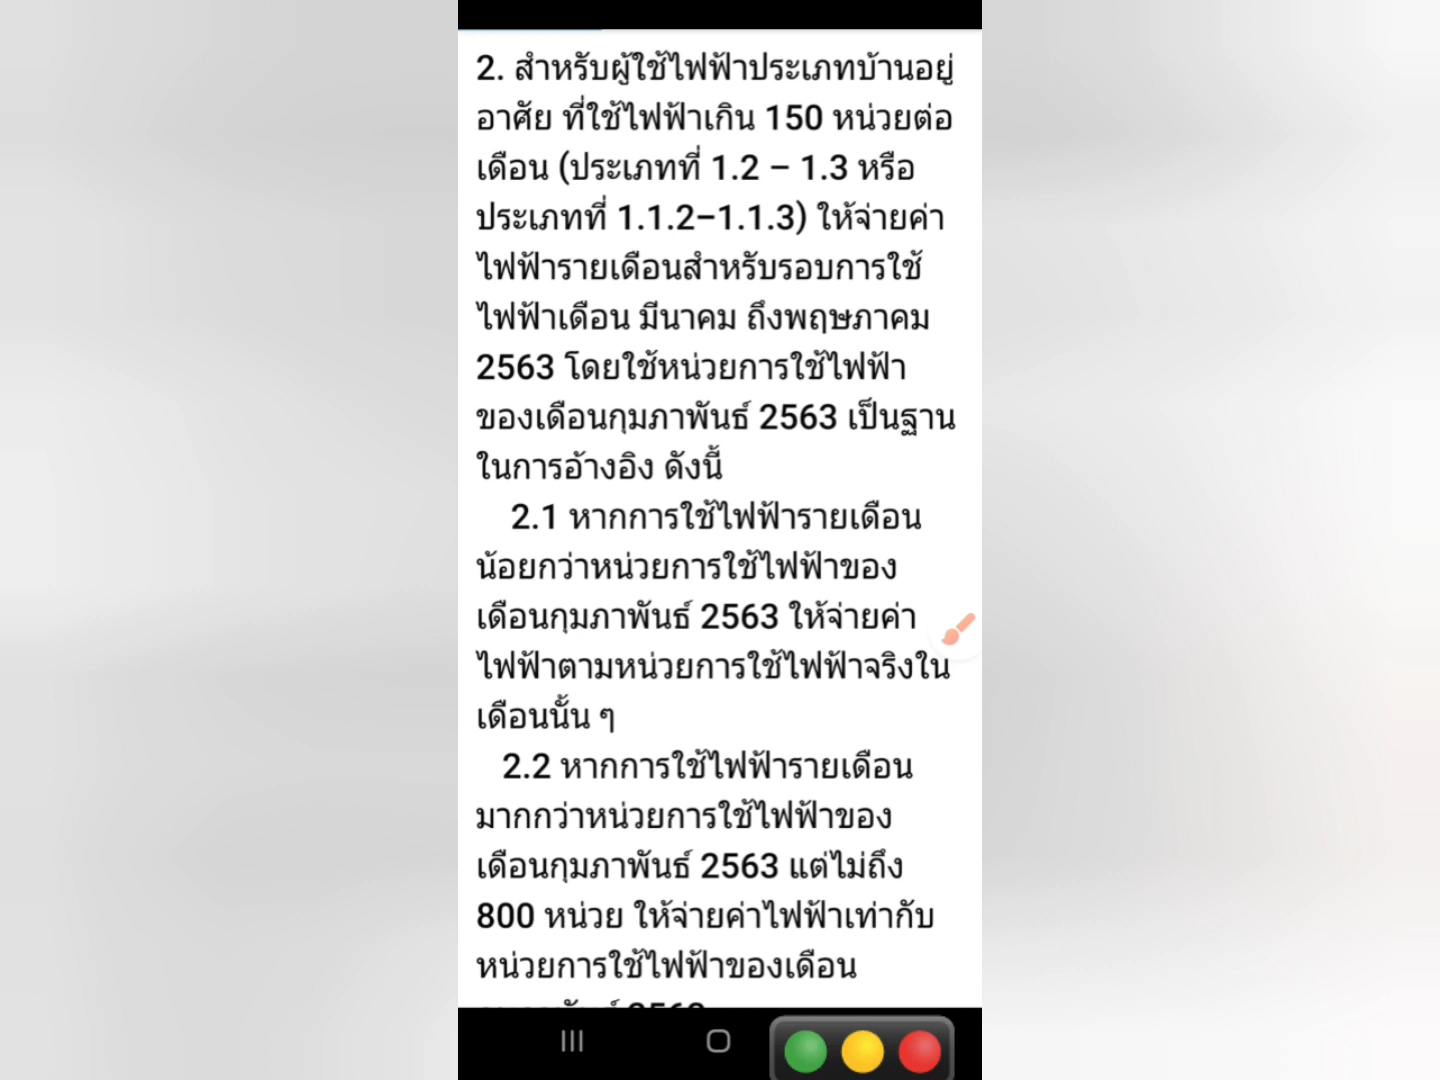 2. สำหรับผู้ใช้ไฟฟ้าประเภทบ้านอยู่
อาศัย ที่ใช้ไฟฟ้าเกิน 150 หน่วยต่อ
เดือน (ประเภทที่ 1.2 – 1.3 หรือ
ประเภทที่ 1.1.2–1.1.3) ให้จ่ายค่า
ไฟฟ้ารายเดือนสำหรับรอบการใช้
ไฟฟ้าเดือน มีนาคม ถึงพฤษภาคม
2563 โดยใช้หน่วยการใช้ไฟฟ้า
ของเดือนกุมภาพันธ์ 2563 เป็นฐาน
ในการอ้างอิง ดังนี้
2.1 หากการใช้ไฟฟ้ารายเดือน
น้อยกว่าหน่วยการใช้ไฟฟ้าของ
เดือนกุมภาพันธ์ 2563 ให้จ่ายค่า
ไฟฟ้าตามหน่วยการใช้ไฟฟ้าจริงใน
เดือนนั้น ๆ
2.2 หากการใช้ไฟฟ้ารายเดือน
มากกว่าหน่วยการใช้ไฟฟ้าของ
เดือนกุมภาพันธ์ 2563 แต่ไม่ถึง
800 หน่วย ให้จ่ายค่าไฟฟ้าเท่ากับ
หน่วยการใช้ไฟฟ้าของเดือน